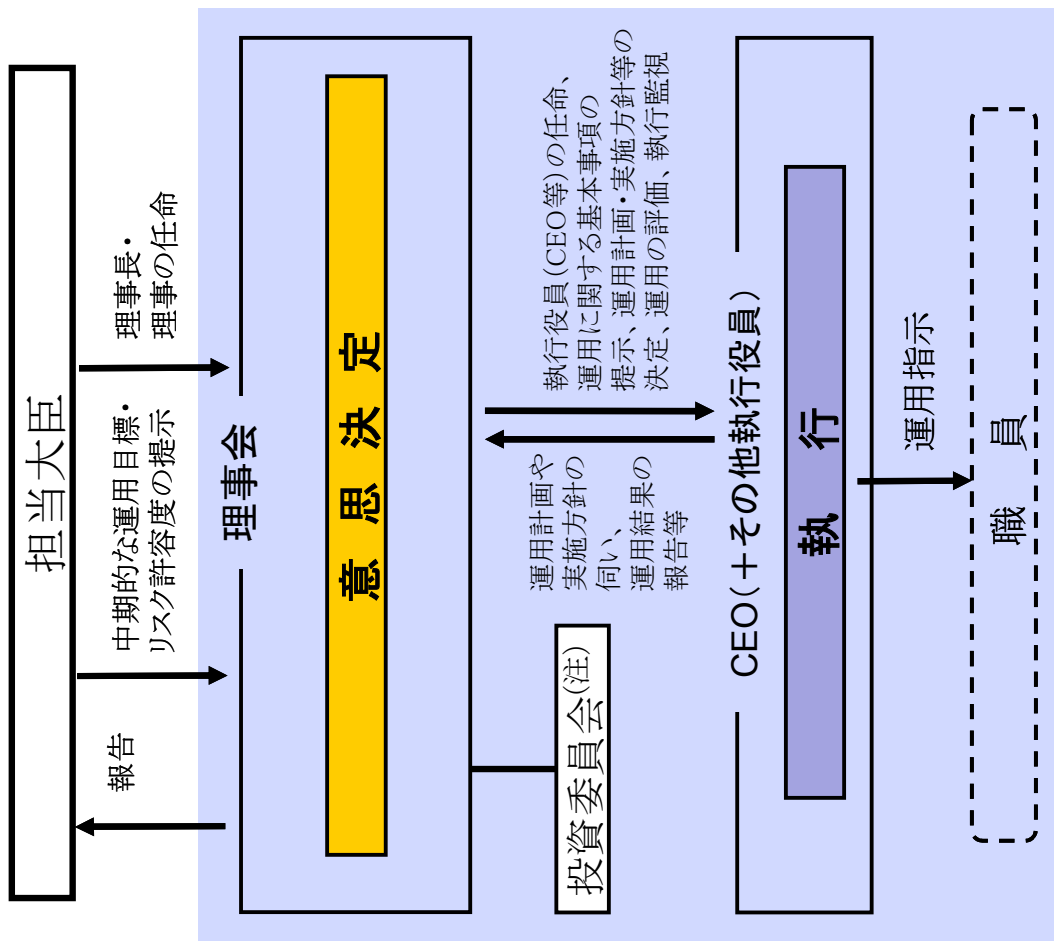 担当大臣
報告
中期的な運用目標・
リスク許容度の提示
理事長・
理事の任命
理事会
意思決定
投資委員会(注)
運用計画や
実施方針の
伺い、
運用結果の
報告等
執行役員(CEO等)の任命、
運用に関する基本事項の
提示、運用計画・実施方針等の
決定、運用の評価、執行監視
CEO(＋その他執行役員)
執行
運用指示
職員